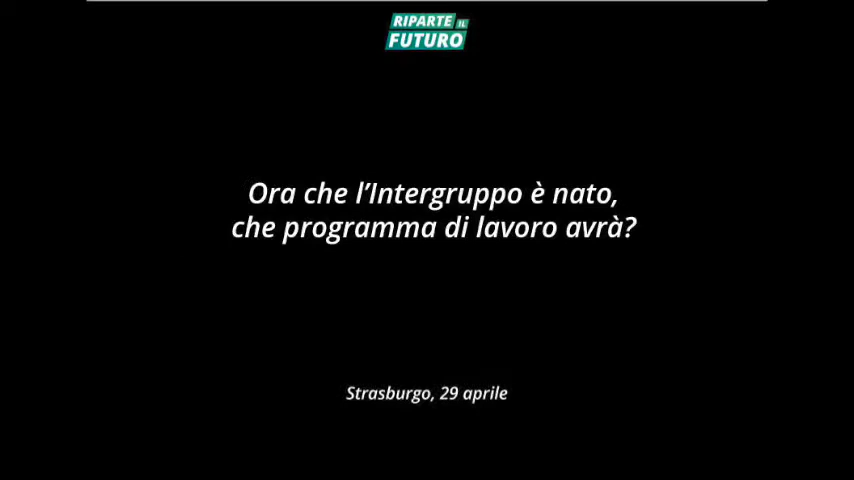 RIPARTE IL
FUTURO
Ora che l'Intergruppo è nato,
che programma di lavoro avrà?
Strasburgo, 29 aprile